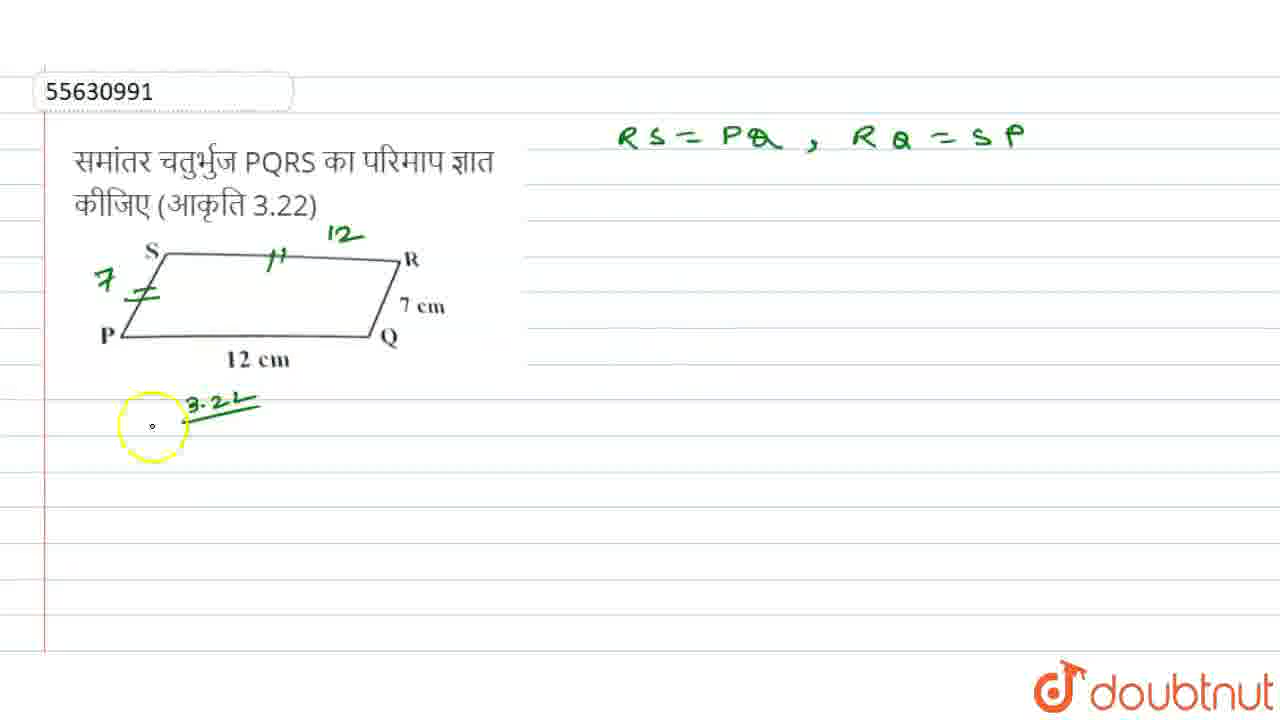 55630991
RS = PQ , RQ = SP
समांतर चतुर्भुज PQRS का परिमाप ज्ञात
कीजिए (आकृति 3.22)
12
S
R
7
7 cm
P
Q
12 cm
3.22
doubtnut